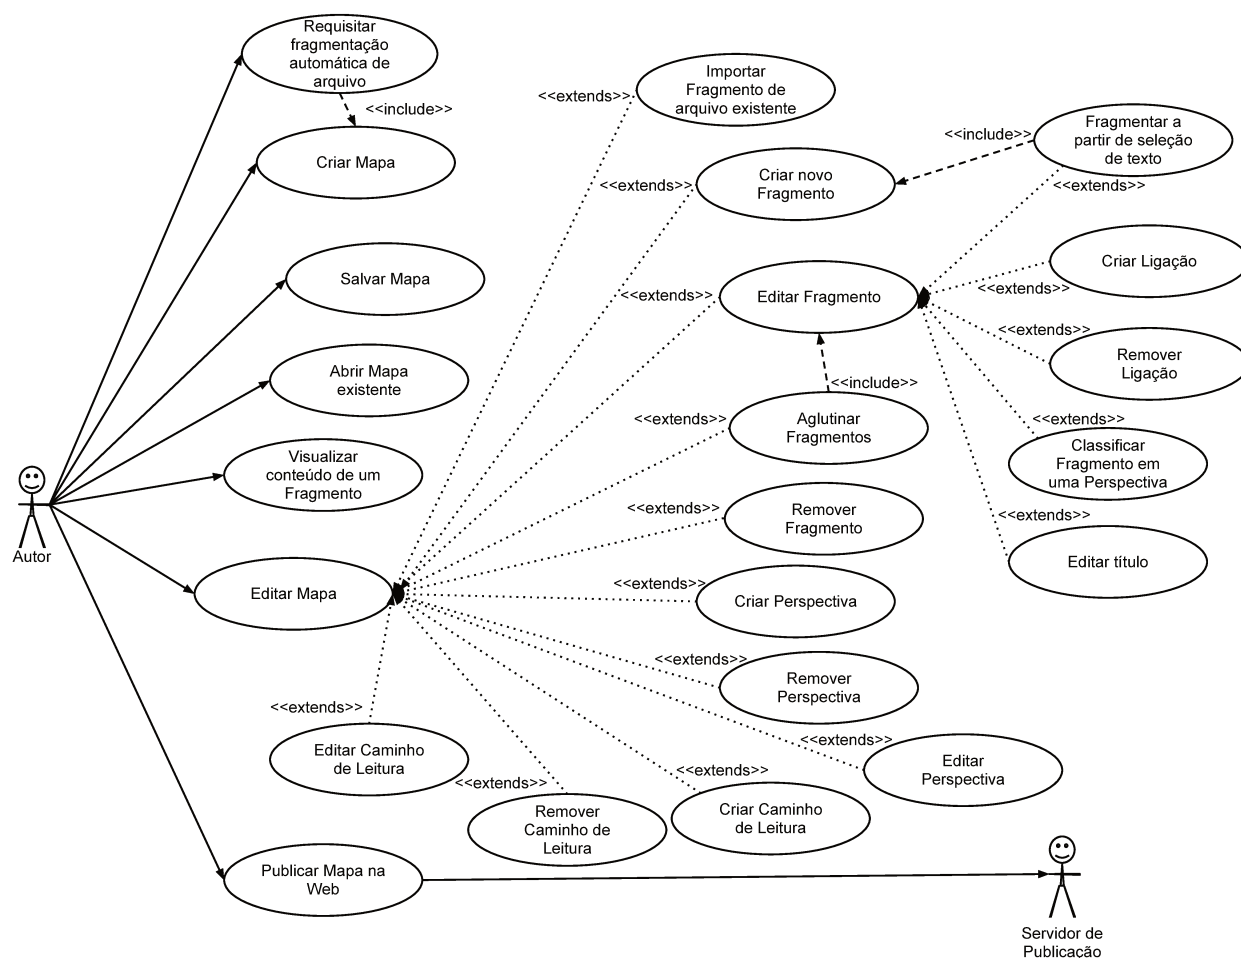 Requisitar
fragmentação
automática de
arquivo
<<include>>
Criar Mapa
Salvar Mapa
Abrir Mapa
existente
Visualizar
conteúdo de um
Fragmento
Autor
Editar Mapa
<<extends>>
Importar
Fragmento de
arquivo existente
<<extends>>
Criar novo
Fragmento
<<include>>
Fragmentar a
partir de seleção
de texto
<<extends>>
<<extends>>
Editar Fragmento
Criar Ligação
<<extends>>
<<extends>>
Remover
Ligação
<<include>>
<<extends>>
Aglutinar
Fragmentos
<<extends>>
Classificar
Fragmento em
uma Perspectiva
<<extends>>
Remover
Fragmento
<<extends>>
Editar título
<<extends>>
Criar Perspectiva
<<extends>>
Remover
Perspectiva
<<extends>>
Editar
Perspectiva
<<extends>>
Editar Caminho
de Leitura
<<extends>>
Remover
Caminho de
Leitura
<<extends>>
Criar Caminho
de Leitura
Publicar Mapa na
Web
Servidor de
Publicação